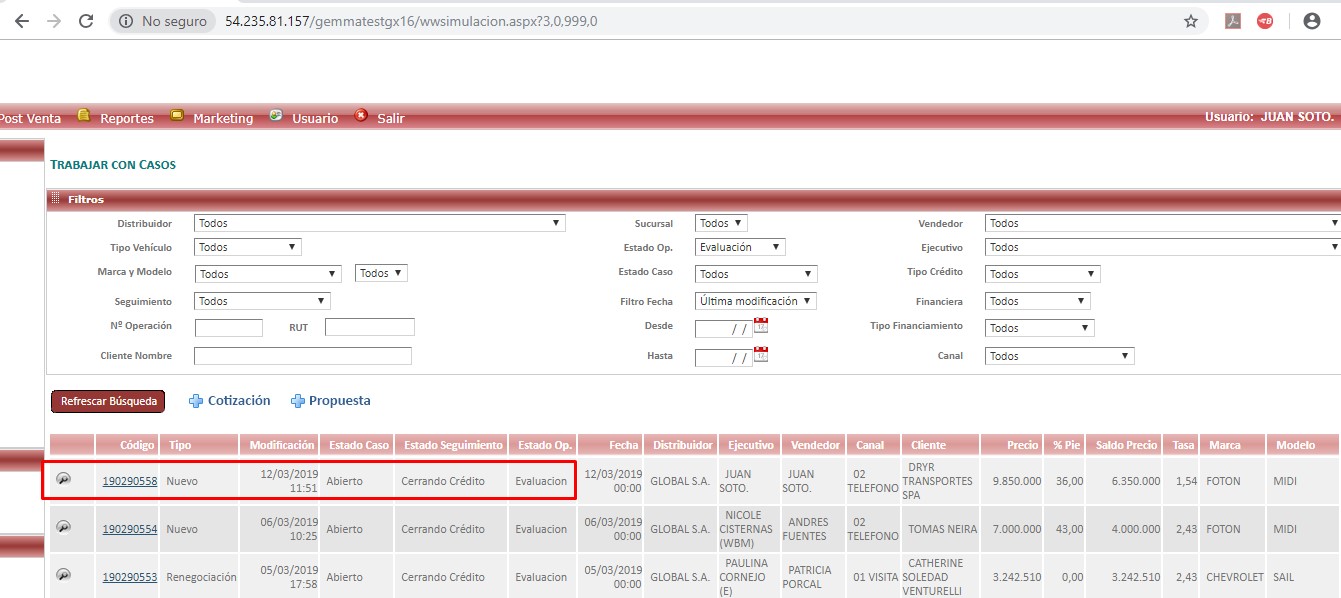 No seguro 54.235.81.157/gemmatestgx16/wwsimulacion.aspx?3,0,999,0
Post Venta Reportes Marketing Usuario Salir Usuario: JUAN SOTO.
TRABAJAR CON CASOS
Filtros
Distribuidor Todos Sucursal Todos Vendedor Todos
Tipo Vehículo Todos Estado Op. Evaluación Ejecutivo Todos
Marca y Modelo Todos Todos Estado Caso Todos Tipo Crédito Todos
Seguimiento Todos Filtro Fecha Última modificación Financiera Todos
Nº Operación RUT Desde / / Tipo Financiamiento Todos
Cliente Nombre Hasta / / Canal Todos
Refrescar Búsqueda Cotización Propuesta
Código Tipo Modificación Estado Caso Estado Seguimiento Estado Op. Fecha Distribuidor Ejecutivo Vendedor Canal Cliente Precio % Pie Saldo Precio Tasa Marca Modelo
190290558 Nuevo 12/03/2019 11:51 Abierto Cerrando Crédito Evaluacion 12/03/2019 00:00 GLOBAL S.A. JUAN SOTO. JUAN SOTO. 02 TELEFONO DRYR TRANSPORTES SPA 9.850.000 36,00 6.350.000 1,54 FOTON MIDI
190290554 Nuevo 06/03/2019 10:25 Abierto Cerrando Crédito Evaluacion 06/03/2019 00:00 GLOBAL S.A. NICOLE CISTERNAS (WBM) ANDRES FUENTES 02 TELEFONO TOMAS NEIRA 7.000.000 43,00 4.000.000 2,43 FOTON MIDI
190290553 Renegociación 05/03/2019 17:58 Abierto Cerrando Crédito Evaluacion 05/03/2019 00:00 GLOBAL S.A. PAULINA CORNEJO (E) PATRICIA PORCAL 01 VISITA CATHERINE SOLEDAD VENTURELLI 3.242.510 0,00 3.242.510 2,43 CHEVROLET SAIL